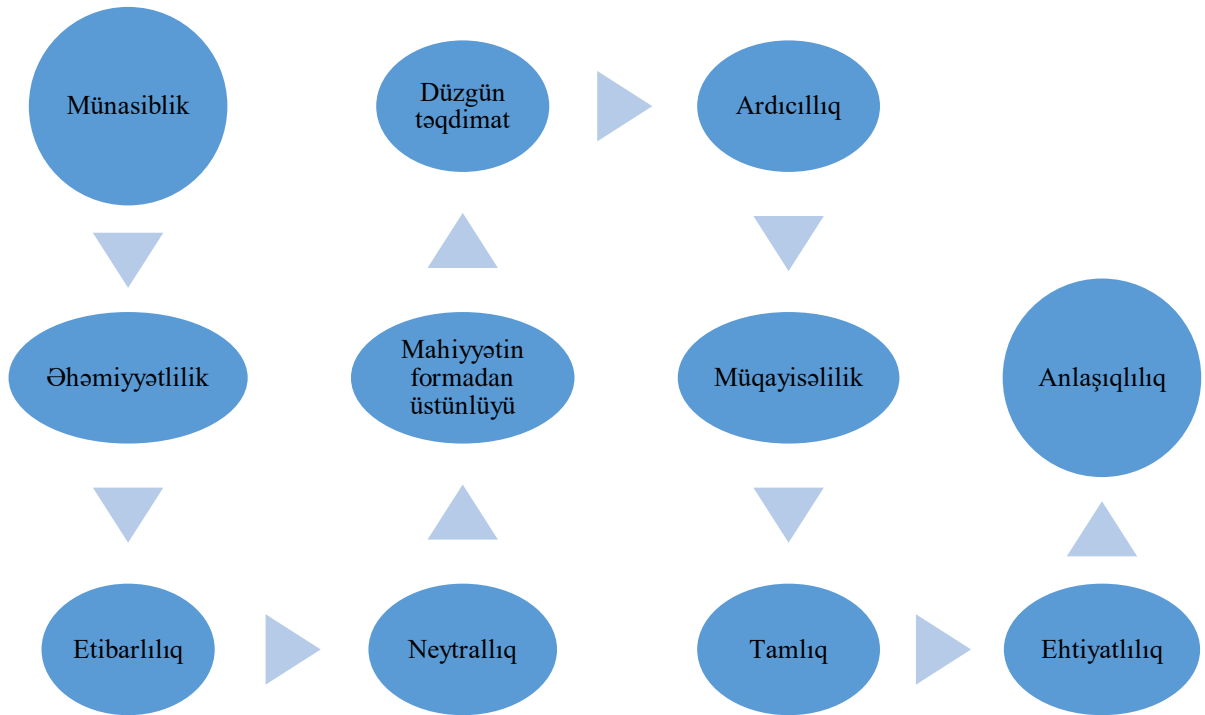 Münasiblik
Əhəmiyyətlilik
Etibarlılıq
Neytrallıq
Mahiyyətin
formadan
üstünlüyü
Düzgün
təqdimat
Ardıcıllıq
Müqayisəlilik
Tamlıq
Ehtiyatlılıq
Anlaşıqlılıq